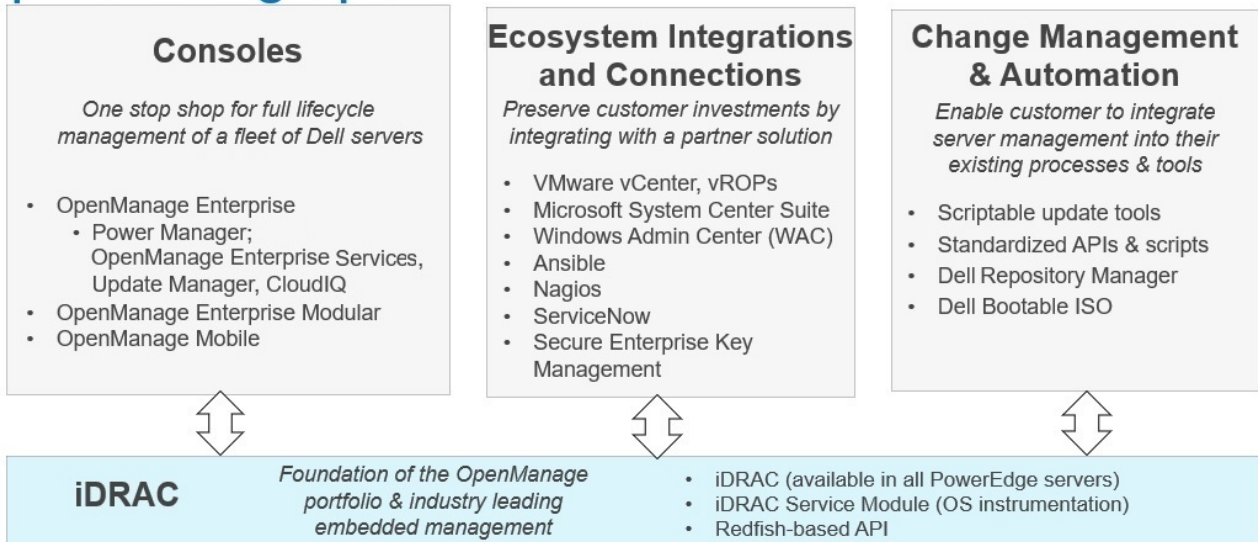 Consoles
One stop shop for full lifecycle
management of a fleet of Dell servers
• OpenManage Enterprise
• Power Manager;
OpenManage Enterprise Services,
Update Manager, CloudIQ
• OpenManage Enterprise Modular
• OpenManage Mobile
Ecosystem Integrations
and Connections
Preserve customer investments by
integrating with a partner solution
• VMware vCenter, vROPs
• Microsoft System Center Suite
• Windows Admin Center (WAC)
• Ansible
• Nagios
• ServiceNow
• Secure Enterprise Key
Management
Change Management
& Automation
Enable customer to integrate
server management into their
existing processes & tools
• Scriptable update tools
• Standardized APIs & scripts
• Dell Repository Manager
• Dell Bootable ISO
iDRAC
Foundation of the OpenManage
portfolio & industry leading
embedded management
• iDRAC (available in all PowerEdge servers)
• iDRAC Service Module (OS instrumentation)
• Redfish-based API